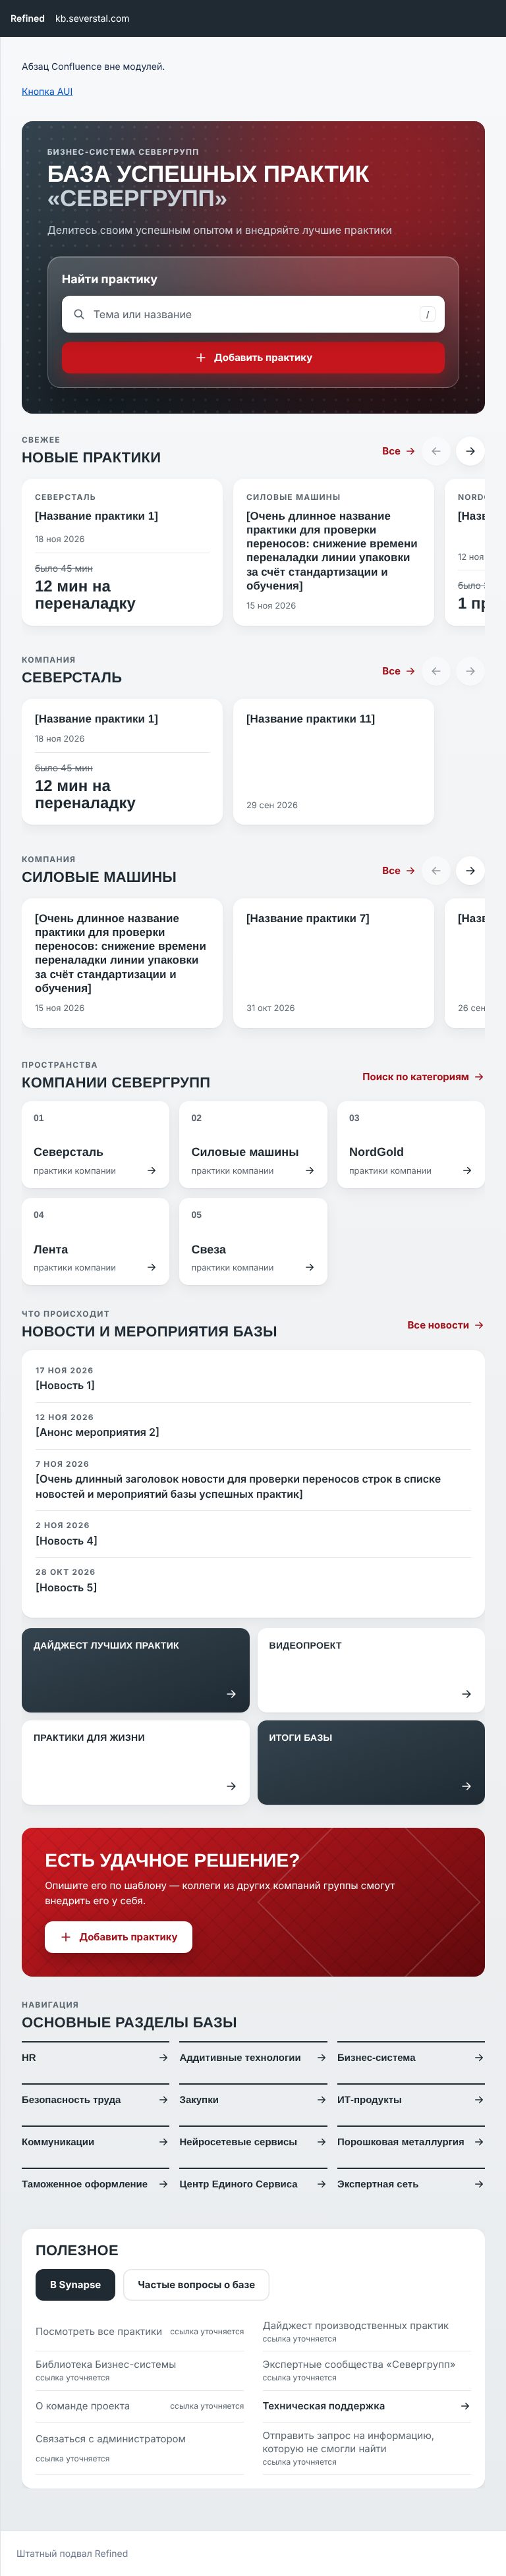 Refined kb.severstal.com
Абзац Confluence вне модулей.
Кнопка AUI
БИЗНЕС-СИСТЕМА СЕВЕРГРУПП
БАЗА УСПЕШНЫХ ПРАКТИК
«СЕВЕРГРУПП»
Делитесь своим успешным опытом и внедряйте лучшие практики
Найти практику
Тема или название /
Добавить практику
СВЕЖЕЕ
НОВЫЕ ПРАКТИКИ
Все
СЕВЕРСТАЛЬ
[Название практики 1]
18 ноя 2026
было 45 мин
12 мин на
переналадку
СИЛОВЫЕ МАШИНЫ
[Очень длинное название
практики для проверки
переносов: снижение времени
переналадки линии упаковки
за счёт стандартизации и
обучения]
15 ноя 2026
12 ноя
было
КОМПАНИЯ
СЕВЕРСТАЛЬ
Все
[Название практики 1]
18 ноя 2026
было 45 мин
12 мин на
переналадку
[Название практики 11]
29 сен 2026
КОМПАНИЯ
СИЛОВЫЕ МАШИНЫ
Все
[Очень длинное название
практики для проверки
переносов: снижение времени
переналадки линии упаковки
за счёт стандартизации и
обучения]
15 ноя 2026
[Название практики 7]
31 окт 2026
26 сен
ПРОСТРАНСТВА
КОМПАНИИ СЕВЕРГРУПП
Поиск по категориям
01
Северсталь
практики компании
02
Силовые машины
практики компании
03
NordGold
практики компании
04
Лента
практики компании
05
Свеза
практики компании
ЧТО ПРОИСХОДИТ
НОВОСТИ И МЕРОПРИЯТИЯ БАЗЫ
Все новости
17 НОЯ 2026
[Новость 1]
12 НОЯ 2026
[Анонс мероприятия 2]
7 НОЯ 2026
[Очень длинный заголовок новости для проверки переносов строк в списке
новостей и мероприятий базы успешных практик]
2 НОЯ 2026
[Новость 4]
28 ОКТ 2026
[Новость 5]
ДАЙДЖЕСТ ЛУЧШИХ ПРАКТИК
ВИДЕОПРОЕКТ
ПРАКТИКИ ДЛЯ ЖИЗНИ
ИТОГИ БАЗЫ
ЕСТЬ УДАЧНОЕ РЕШЕНИЕ?
Опишите его по шаблону — коллеги из других компаний группы смогут
внедрить его у себя.
Добавить практику
НАВИГАЦИЯ
ОСНОВНЫЕ РАЗДЕЛЫ БАЗЫ
HR
Аддитивные технологии
Бизнес-система
Безопасность труда
Закупки
ИТ-продукты
Коммуникации
Нейросетевые сервисы
Порошковая металлургия
Таможенное оформление
Центр Единого Сервиса
Экспертная сеть
ПОЛЕЗНОЕ
В Synapse
Частые вопросы о базе
Посмотреть все практики ссылка уточняется
Дайджест производственных практик
ссылка уточняется
Библиотека Бизнес-системы
ссылка уточняется
Экспертные сообщества «Севергрупп»
ссылка уточняется
О команде проекта ссылка уточняется
Техническая поддержка
Связаться с администратором
ссылка уточняется
Отправить запрос на информацию,
которую не смогли найти
ссылка уточняется
Штатный подвал Refined